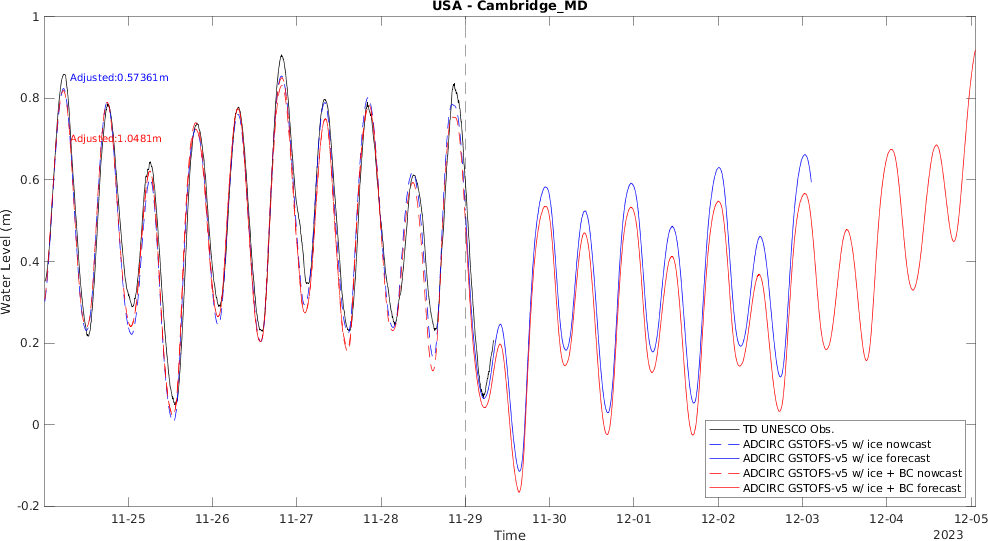 USA - Cambridge_MD
1
0.8
0.6
0.4
0.2
0
-0.2
Water Level (m)
Adjusted:0.57361m
Adjusted:1.0481m
TD UNESCO Obs.
ADCIRC GSTOFS-v5 w/ ice nowcast
ADCIRC GSTOFS-v5 w/ ice forecast
ADCIRC GSTOFS-v5 w/ ice + BC nowcast
ADCIRC GSTOFS-v5 w/ ice + BC forecast
11-25 11-26 11-27 11-28 11-29 11-30 12-01 12-02 12-03 12-04 12-05
Time
2023